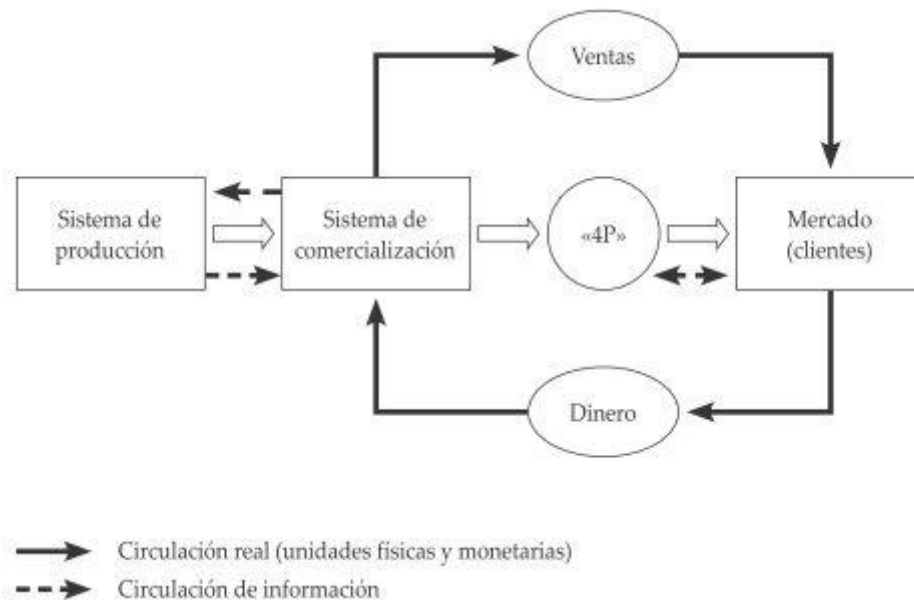 Ventas
Sistema de
producción
Sistema de
comercialización
«4P»
Mercado
(clientes)
Dinero
Circulación real (unidades físicas y monetarias)
Circulación de información